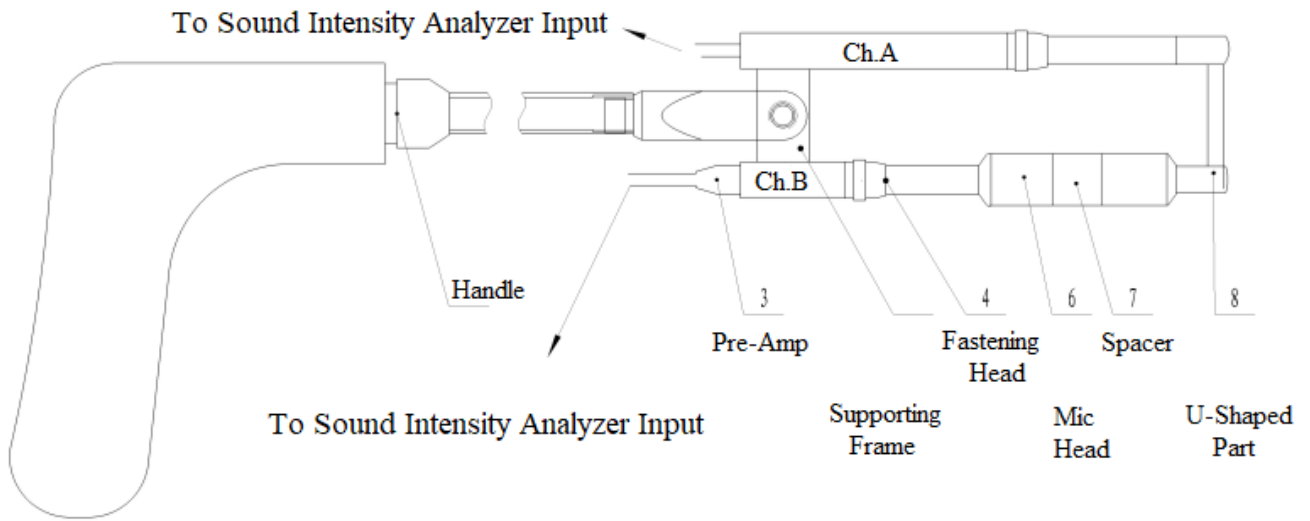 To Sound Intensity Analyzer Input
Ch.A
Ch.B
Handle
3
4
6
7
8
Pre-Amp
Fastening
Head
Spacer
To Sound Intensity Analyzer Input
Supporting
Frame
Mic
Head
U-Shaped
Part